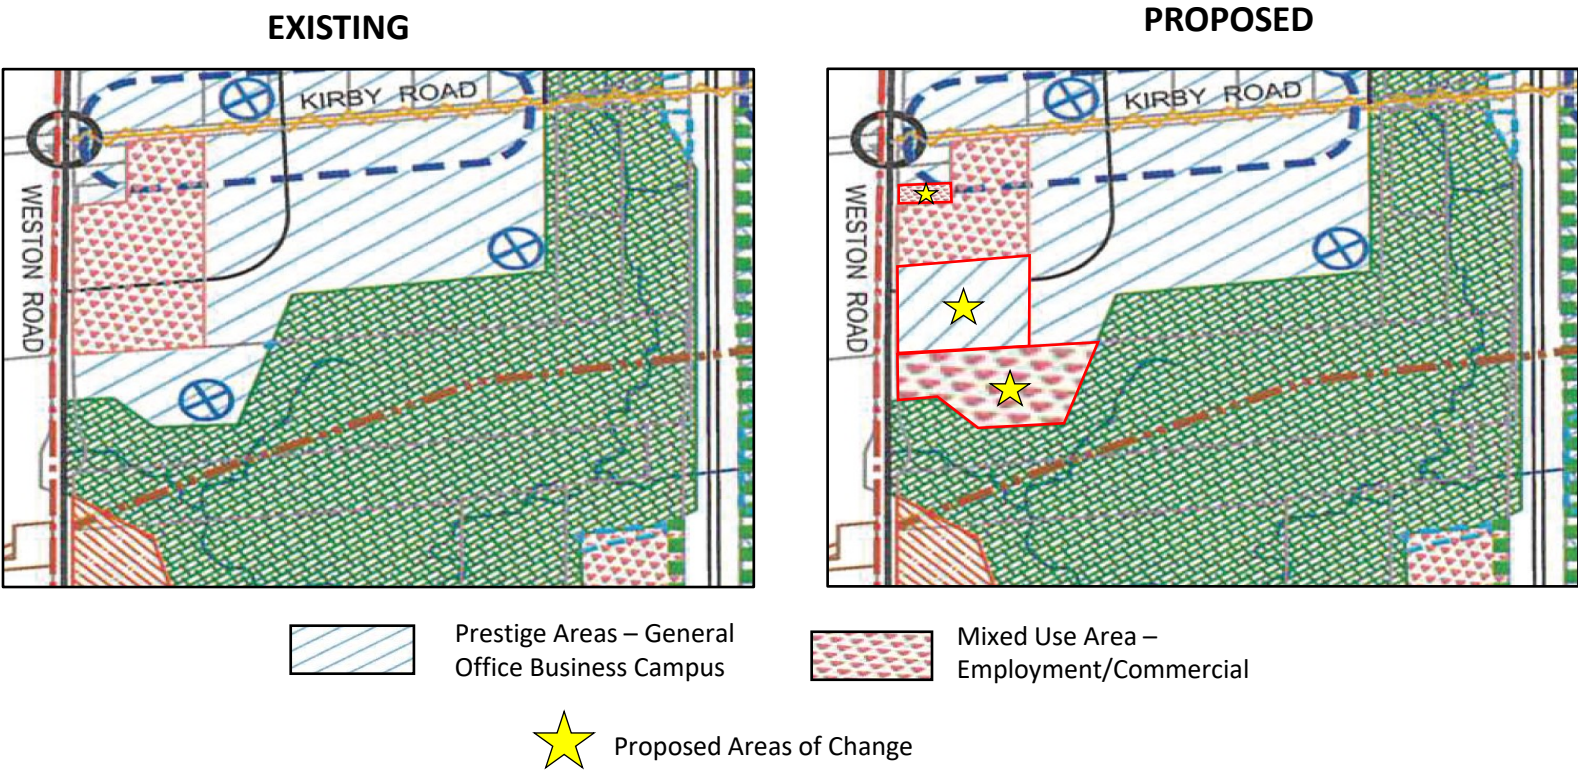 EXISTING
PROPOSED
KIRBY ROAD
WESTON ROAD
KIRBY ROAD
WESTON ROAD
Prestige Areas – General
Office Business Campus
Mixed Use Area –
Employment/Commercial
Proposed Areas of Change